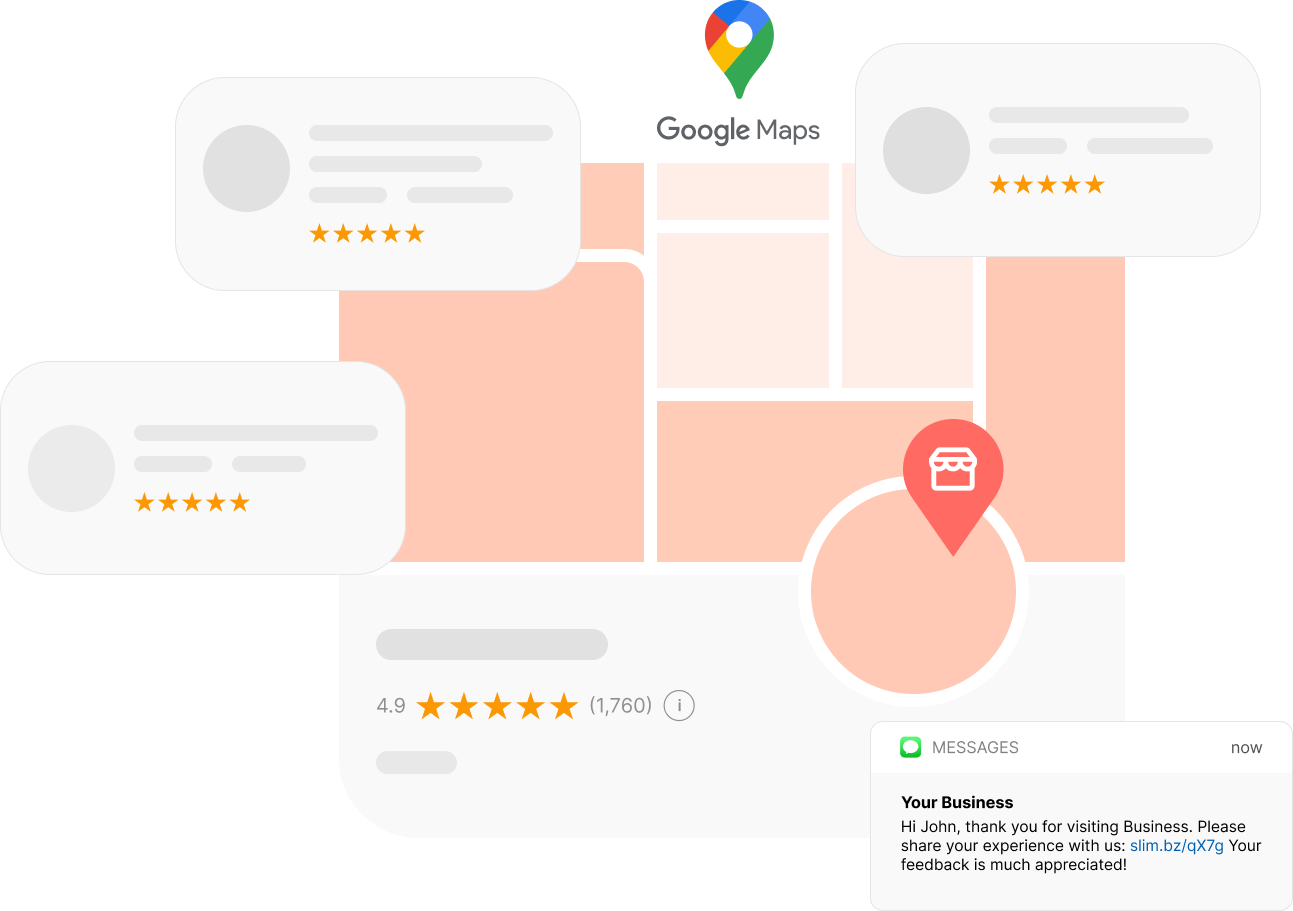 Google Maps
4.9
(1,760)
i
MESSAGES
now
Your Business
Hi John, thank you for visiting Business. Please
share your experience with us: slim.bz/qX7g Your
feedback is much appreciated!